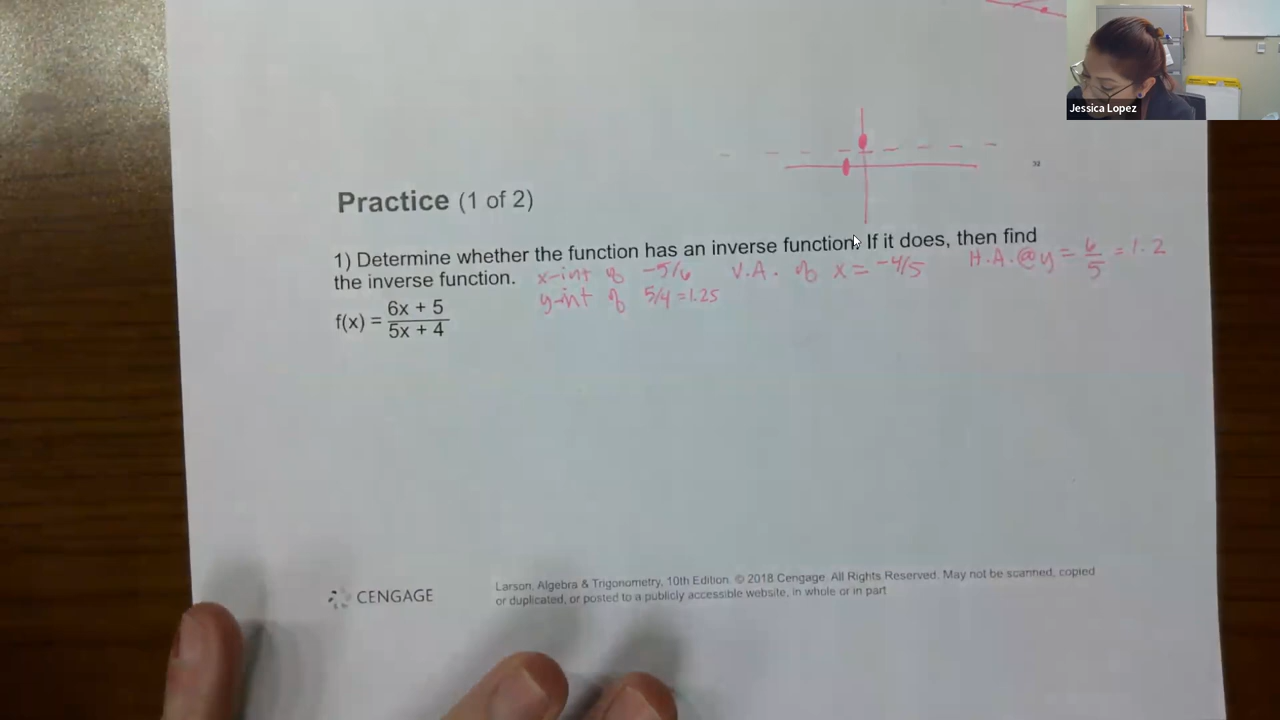 Jessica Lopez
Practice (1 of 2)
1) Determine whether the function has an inverse function. If it does, then find
the inverse function. x-int of -5/6 V.A. of x = -4/5 H.A.@ y = 6/5 = 1.2
y-int of 5/4 = 1.25
f(x) = 6x + 5
5x + 4
CENGAGE
Larson, Algebra & Trigonometry, 10th Edition. © 2018 Cengage. All Rights Reserved. May not be scanned, copied
or duplicated, or posted to a publicly accessible website, in whole or in part